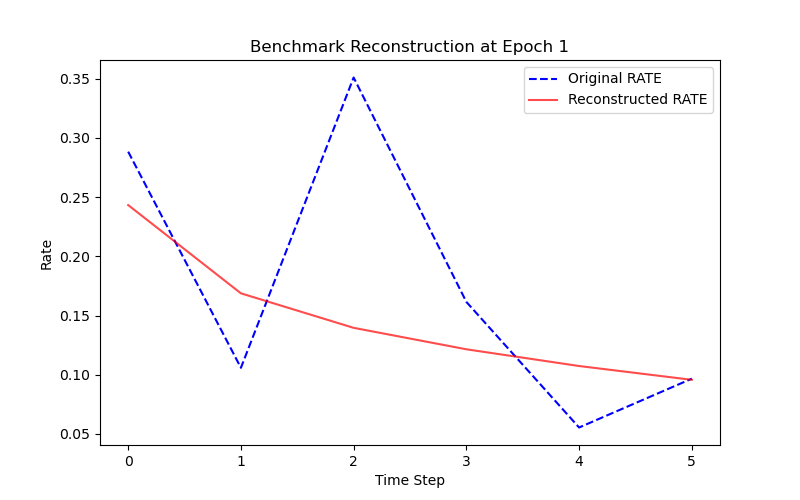 Benchmark Reconstruction at Epoch 1
Original RATE
Reconstructed RATE
0.35
0.30
0.25
0.20
0.15
0.10
0.05
Rate
0 1 2 3 4 5
Time Step